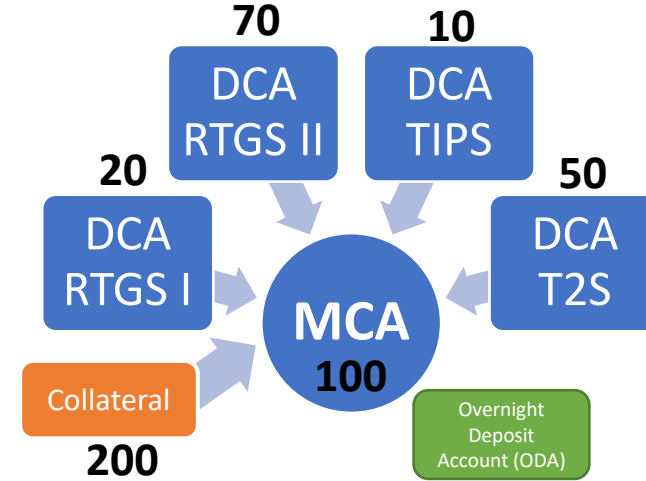 70
10
DCA
RTGS II
DCA
TIPS
20
50
DCA
RTGS I
DCA
T2S
MCA
100
Collateral
200
Overnight
Deposit
Account (ODA)